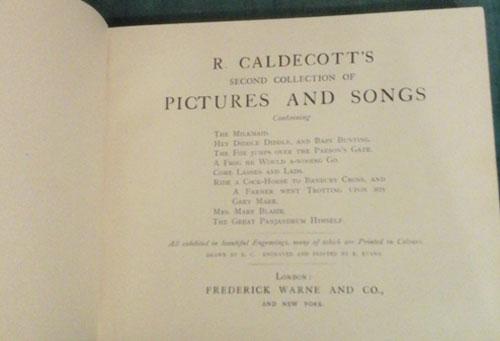 R. CALDECOTT'S
SECOND COLLECTION OF
PICTURES AND SONGS
Containing
THE MILKMAID.
HEY DIDDLE DIDDLE, AND BABY BUNTING.
THE FOX JUMPS OVER THE PARSON'S GATE.
A FROG HE WOULD A-WOOING GO.
COME LASSES AND LADS.
RIDE A COCK-HORSE TO BANBURY CROSS, AND
A FARMER WENT TROTTING UPON HIS
GREY MARE.
MRS. MARY BLAIZE.
THE GREAT PANJANDRUM HIMSELF.
All exhibited in beautiful Engravings, many of which are Printed in Colours.
DRAWN BY R. C. ENGRAVED AND PRINTED BY E. EVANS.
LONDON:
FREDERICK WARNE AND CO.,
AND NEW YORK.